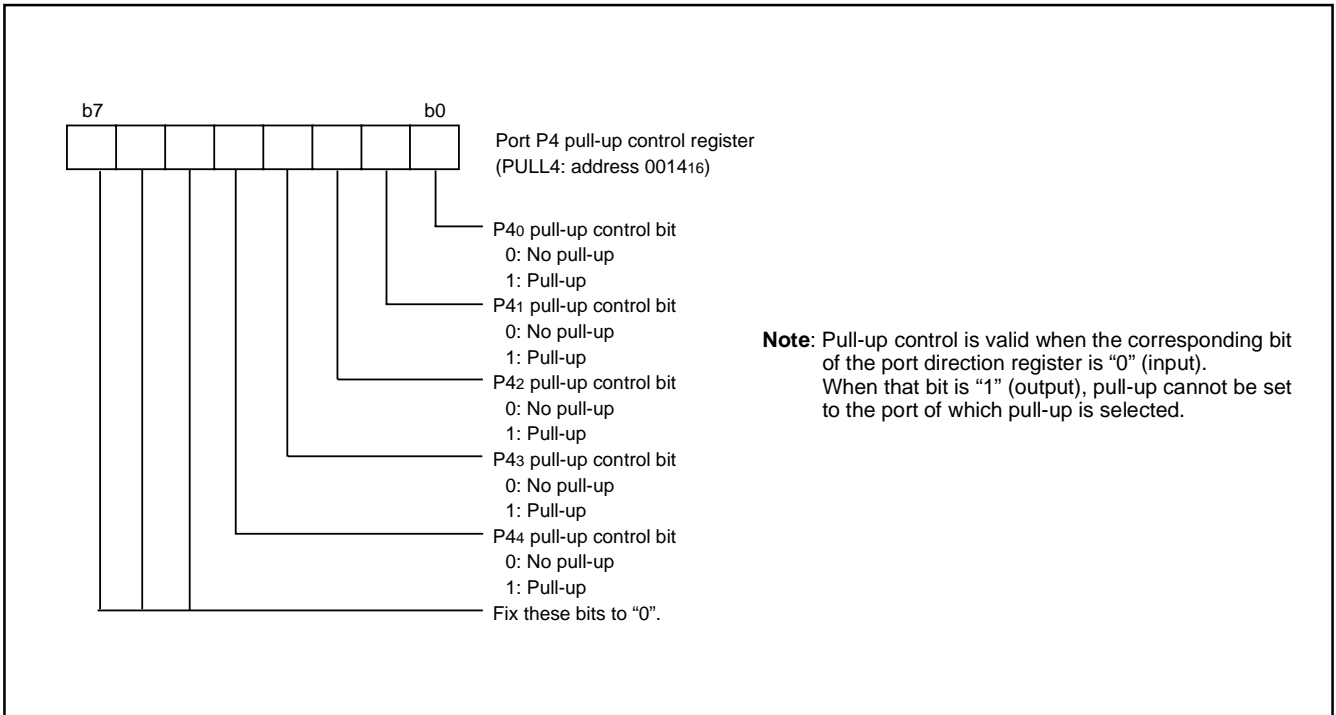 b7
b0
Port P4 pull-up control register
(PULL4: address 001416)
P40 pull-up control bit
0: No pull-up
1: Pull-up
P41 pull-up control bit
0: No pull-up
1: Pull-up
P42 pull-up control bit
0: No pull-up
1: Pull-up
P43 pull-up control bit
0: No pull-up
1: Pull-up
P44 pull-up control bit
0: No pull-up
1: Pull-up
Fix these bits to “0”.
Note: Pull-up control is valid when the corresponding bit
of the port direction register is “0” (input).
When that bit is “1” (output), pull-up cannot be set
to the port of which pull-up is selected.